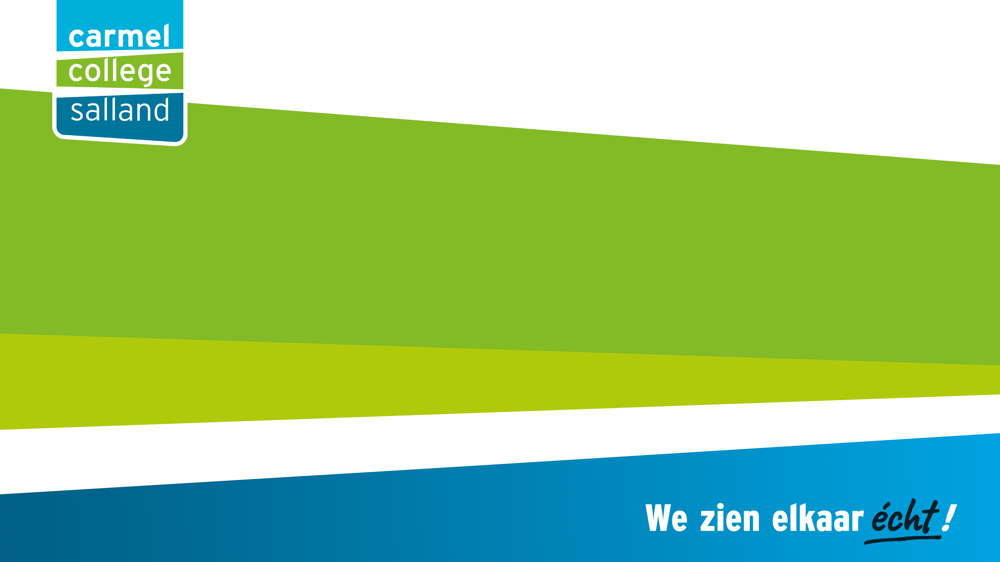 carmel
college
salland
We zien elkaar écht!